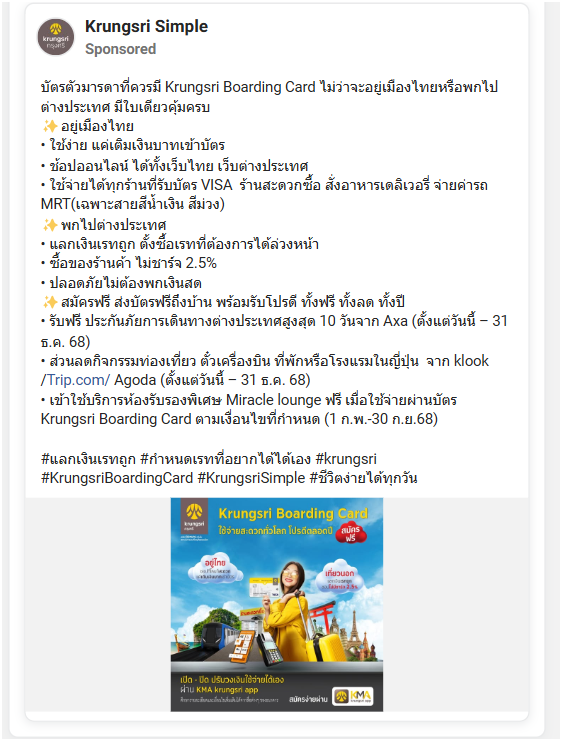 Krungsri Simple
Sponsored
บัตรตัวมารดาที่ควรมี Krungsri Boarding Card ไม่ว่าจะอยู่เมืองไทยหรือพกไป
ต่างประเทศ มีใบเดียวคุ้มครบ
✨ อยู่เมืองไทย
• ใช้ง่าย แค่เติมเงินบาทเข้าบัตร
• ช้อปออนไลน์ ได้ทั้งเว็บไทย เว็บต่างประเทศ
• ใช้จ่ายได้ทุกร้านที่รับบัตร VISA ร้านสะดวกซื้อ สั่งอาหารเดลิเวอรี่ จ่ายค่ารถ
MRT(เฉพาะสายสีน้ำเงิน สีม่วง)
✨ พกไปต่างประเทศ
• แลกเงินเรทถูก ตั้งซื้อเรทที่ต้องการได้ล่วงหน้า
• ซื้อของร้านค้า ไม่ชาร์จ 2.5%
• ปลอดภัยไม่ต้องพกเงินสด
✨ สมัครฟรี ส่งบัตรฟรีถึงบ้าน พร้อมรับโปรดี ทั้งฟรี ทั้งลด ทั้งปี
• รับฟรี ประกันภัยการเดินทางต่างประเทศสูงสุด 10 วันจาก Axa (ตั้งแต่วันนี้ – 31
ธ.ค. 68)
• ส่วนลดกิจกรรมท่องเที่ยว ตั๋วเครื่องบิน ที่พักหรือโรงแรมในญี่ปุ่น จาก klook
/Trip.com/ Agoda (ตั้งแต่วันนี้ – 31 ธ.ค. 68)
• เข้าใช้บริการห้องรับรองพิเศษ Miracle lounge ฟรี เมื่อใช้จ่ายผ่านบัตร
Krungsri Boarding Card ตามเงื่อนไขที่กำหนด (1 ก.พ.-30 ก.ย.68)
#แลกเงินเรทถูก #กำหนดเรทที่อยากได้ได้เอง #krungsri
#KrungsriBoardingCard #KrungsriSimple #ชีวิตง่ายได้ทุกวัน
krungsri
กรุงศรี
Krungsri Boarding Card
ใช้จ่ายสะดวกทั่วโลก โปรดีตลอดปี
สมัคร
ฟรี
อยู่ไทย
เที่ยวนอก
เปิด - ปิด ปรับวงเงินใช้จ่ายได้เอง
ผ่าน KMA krungsri app
สมัครง่ายผ่าน
KMA
krungsri app